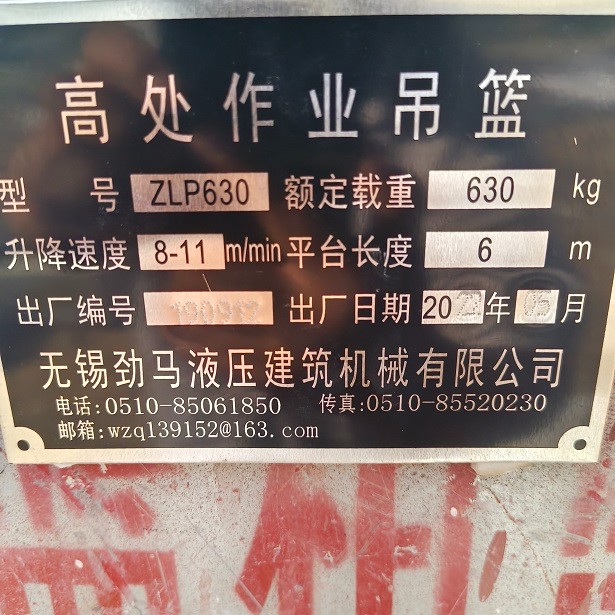 高处作业吊篮
型 号 ZLP630 额定载重 630 kg
升降速度 8-11 m/min 平台长度 6 m
出厂编号 出厂日期 20 年 05 月
无锡劲马液压建筑机械有限公司
电话:0510-85061850 传真:0510-85520230
邮箱:wzq139152@163.com